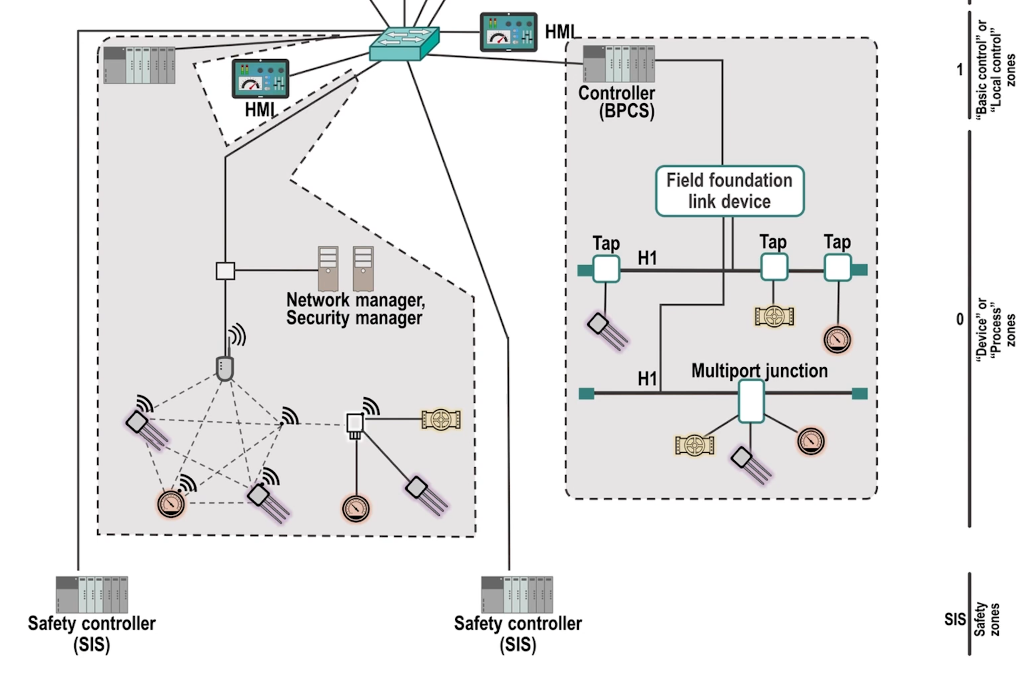 HMI
HMI
Controller
(BPCS)
Field foundation
link device
Tap
Tap
Tap
H1
Network manager,
Security manager
H1
Multiport junction
Safety controller
(SIS)
Safety controller
(SIS)
1
“Basic control” or
“Local control”
zones
0
“Device” or
“Process”
zones
SIS
Safety
zones